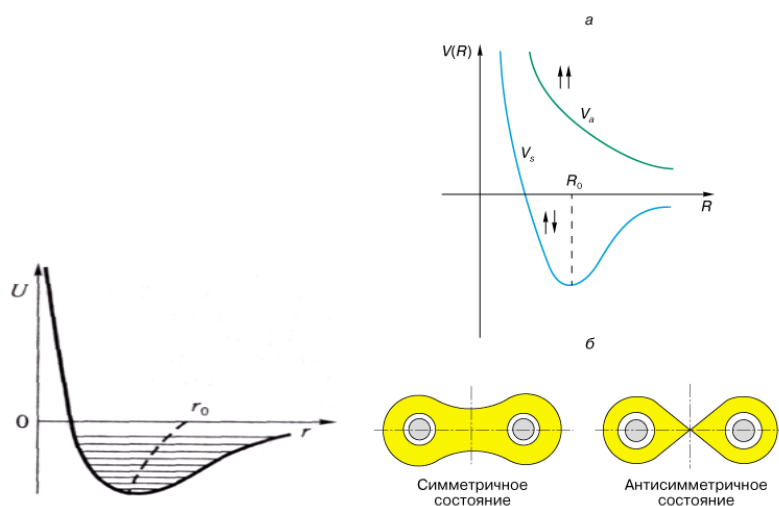 а
V(R)
↑↑
Vₐ
Vₛ
R₀
R
↑↓
U
r₀
0
r
б
Симметричное
состояние
Антисимметричное
состояние